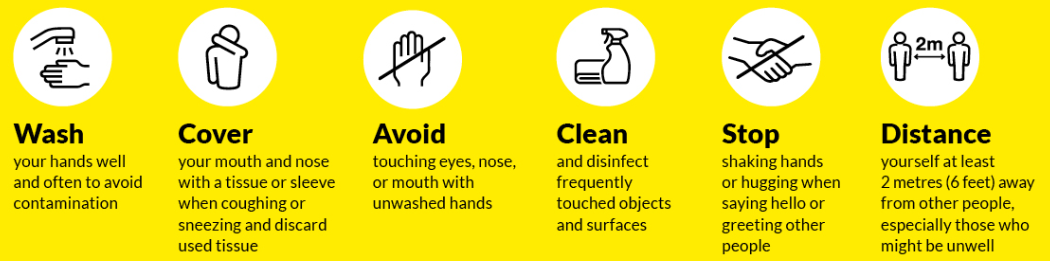 Wash
your hands well
and often to avoid
contamination
Cover
your mouth and nose
with a tissue or sleeve
when coughing or
sneezing and discard
used tissue
Avoid
touching eyes, nose,
or mouth with
unwashed hands
Clean
and disinfect
frequently
touched objects
and surfaces
Stop
shaking hands
or hugging when
saying hello or
greeting other
people
2m
Distance
yourself at least
2 metres (6 feet) away
from other people,
especially those who
might be unwell